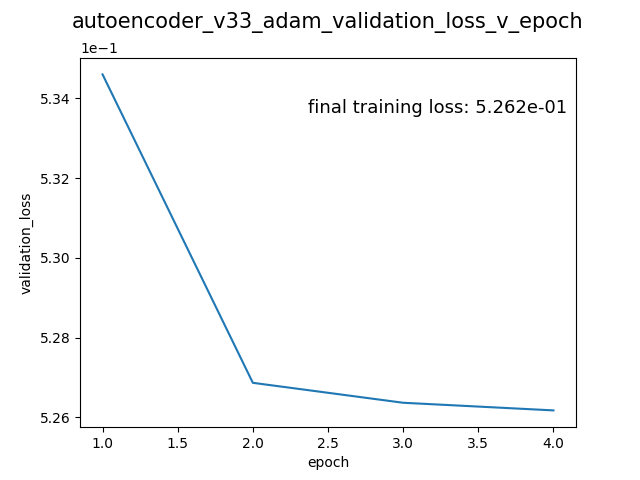 autoencoder_v33_adam_validation_loss_v_epoch
1e−1
final training loss: 5.262e-01
5.34
5.32
5.30
5.28
5.26
validation_loss
1.0 1.5 2.0 2.5 3.0 3.5 4.0
epoch